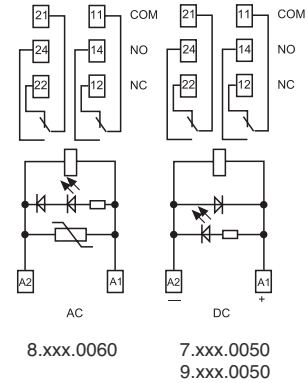 21 11 COM 21 11 COM
24 14 NO 24 14 NO
22 12 NC 22 12 NC
A2 A1 A2 A1
— +
AC DC
8.xxx.0060 7.xxx.0050
9.xxx.0050